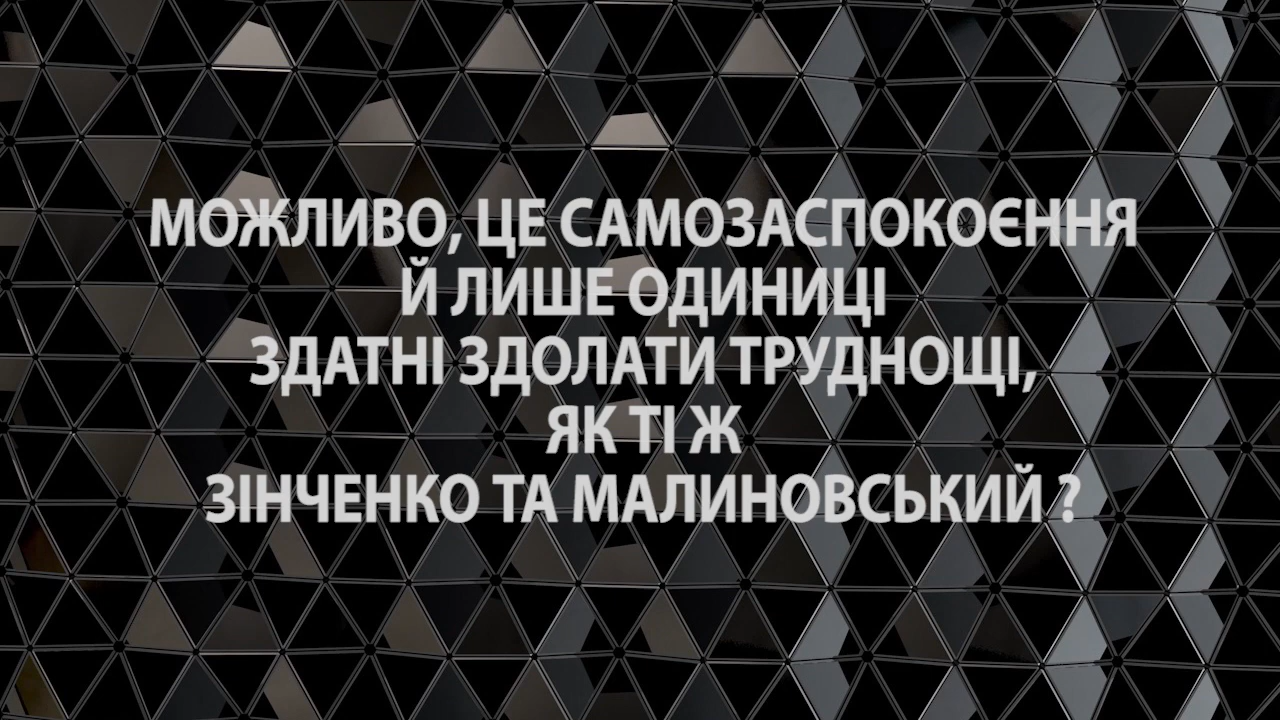 МОЖЛИВО, ЦЕ САМОЗАСПОКОЄННЯ
Й ЛИШЕ ОДИНИЦІ
ЗДАТНІ ЗДОЛАТИ ТРУДНОЩІ,
ЯК ТІ Ж
ЗІНЧЕНКО ТА МАЛИНОВСЬКИЙ ?